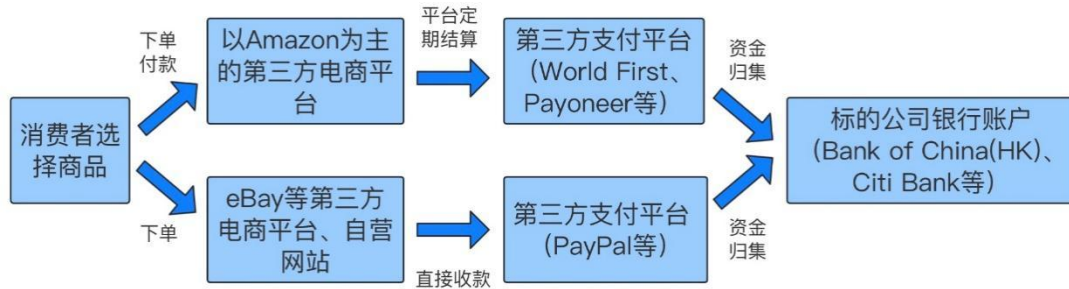 下单
付款
以Amazon为主
的第三方电商平
台
平台定
期结算
第三方支付平台
（World First、
Payoneer等）
资金
归集
消费者选
择商品
标的公司银行账户
（Bank of China(HK)、
Citi Bank等）
下单
eBay等第三方
电商平台、自营
网站
直接收款
第三方支付平台
（PayPal等）
资金
归集